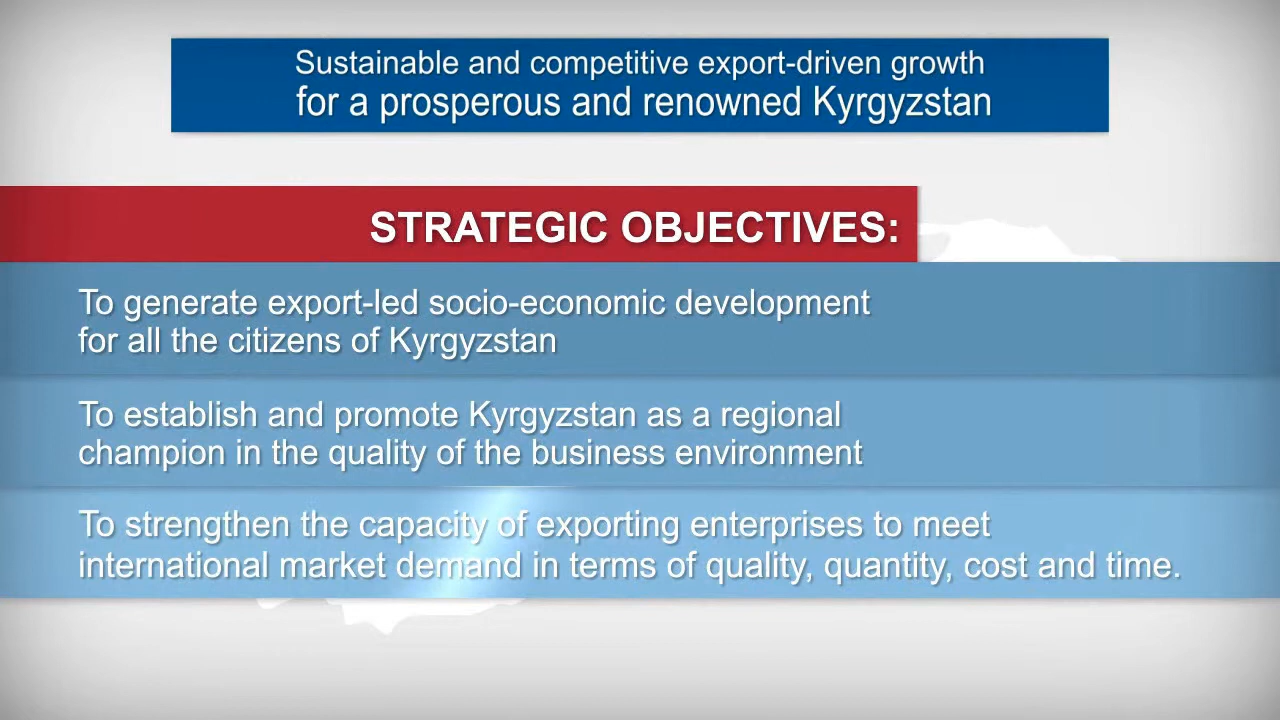 Sustainable and competitive export-driven growth
for a prosperous and renowned Kyrgyzstan
STRATEGIC OBJECTIVES:
To generate export-led socio-economic development
for all the citizens of Kyrgyzstan
To establish and promote Kyrgyzstan as a regional
champion in the quality of the business environment
To strengthen the capacity of exporting enterprises to meet
international market demand in terms of quality, quantity, cost and time.